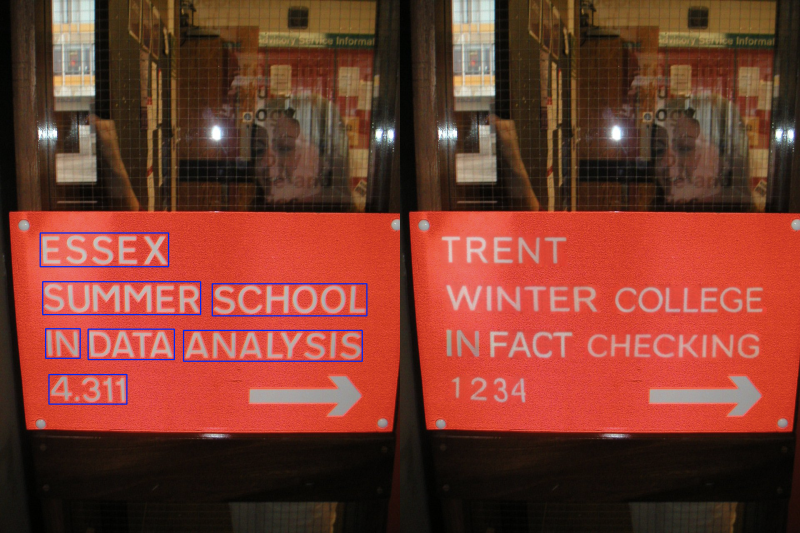 ESSEX
SUMMER SCHOOL
IN DATA ANALYSIS
4.311
TRENT
WINTER COLLEGE
IN FACT CHECKING
1234